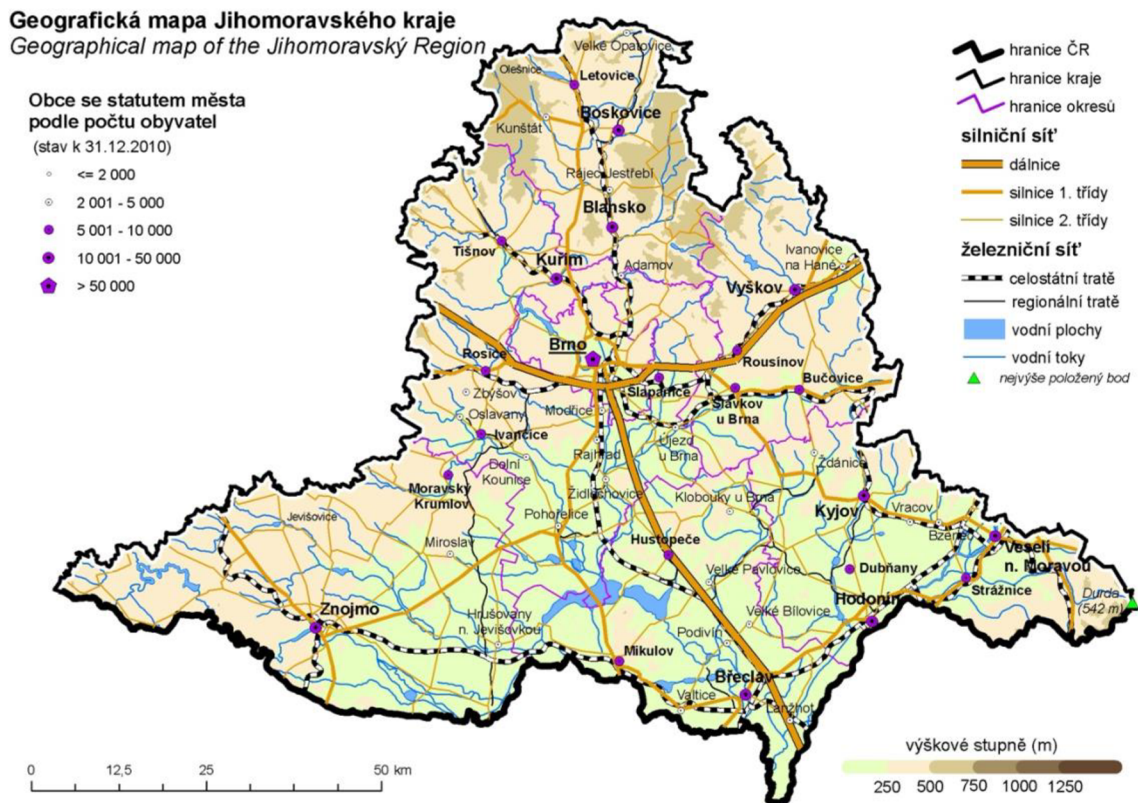 Geografická mapa Jihomoravského kraje
Geographical map of the Jihomoravský Region
Obce se statutem města
podle počtu obyvatel
(stav k 31.12.2010)
<= 2 000
2 001 - 5 000
5 001 - 10 000
10 001 - 50 000
> 50 000
hranice ČR
hranice kraje
hranice okresů
silniční síť
dálnice
silnice 1. třídy
silnice 2. třídy
železniční síť
celostátní tratě
regionální tratě
vodní plochy
vodní toky
nejvýše položený bod
Velké Opatovice
Olešnice
Letovice
Boskovice
Kunštát
Rájec-Jestřebí
Blansko
Tišnov
Kuřim
Adamov
Ivanovice
na Hané
Vyškov
Brno
Rosice
Rousínov
Zbýšov
Šlapanice
Bučovice
Slavkov
u Brna
Oslavany
Modřice
Ivančice
Újezd
u Brna
Rajhrad
Dolní
Kounice
Ždánice
Moravský
Krumlov
Židlochovice
Klobouky u Brna
Kyjov
Vracov
Jevišovice
Pohořelice
Bzenec
Miroslav
Hustopeče
Veselí
n. Moravou
Velké Pavlovice
Dubňany
Strážnice
Durda
(542 m)
Znojmo
Hrušovany
n. Jevišovkou
Velké Bílovice
Hodonín
Podivín
Mikulov
Břeclav
Valtice
Lanžhot
0 12,5 25 50 km
výškové stupně (m)
250 500 750 1000 1250